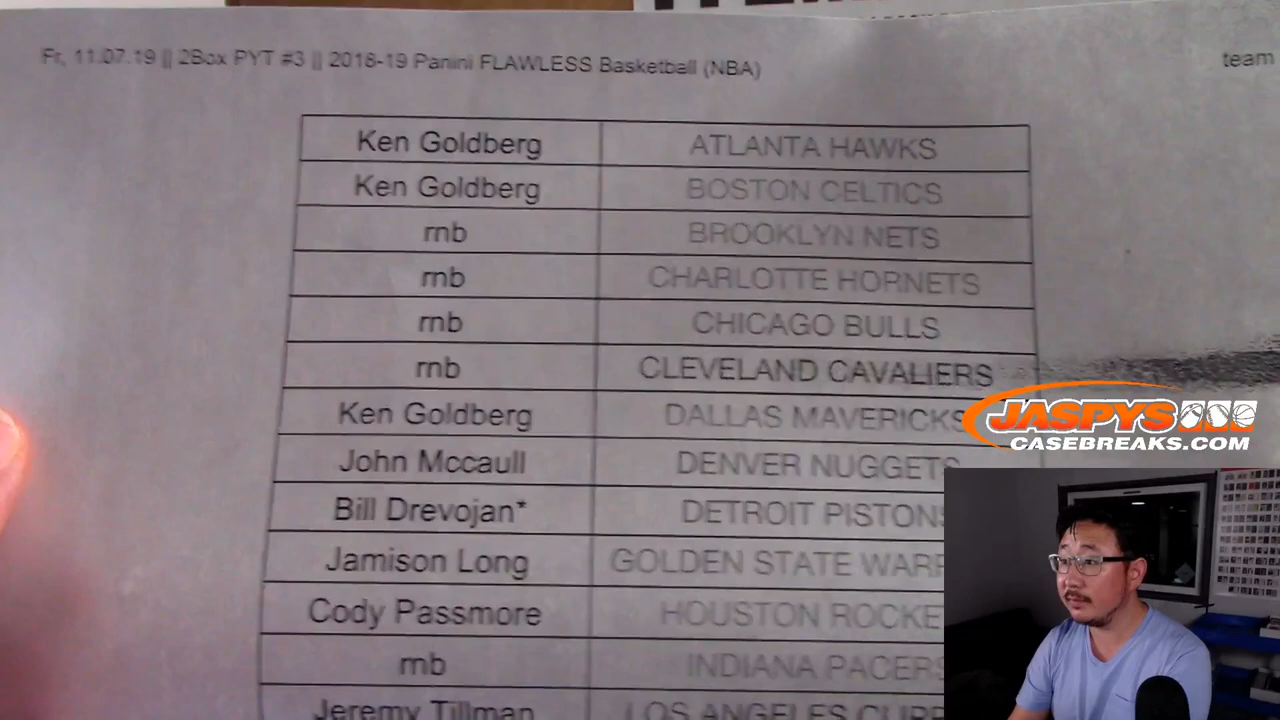 Fr, 11.07.19 || 2Box PYT #3 || 2018-19 Panini FLAWLESS Basketball (NBA) team
Ken Goldberg ATLANTA HAWKS
Ken Goldberg BOSTON CELTICS
rnb BROOKLYN NETS
rnb CHARLOTTE HORNETS
rnb CHICAGO BULLS
rnb CLEVELAND CAVALIERS
Ken Goldberg DALLAS MAVERICKS
John Mccaull DENVER NUGGETS
Bill Drevojan* DETROIT PISTONS
Jamison Long GOLDEN STATE WARR
Cody Passmore HOUSTON ROCKE
rnb INDIANA PACERS
Jeremy Tillman LOS ANGELES CLIPP
JASPYS
CASEBREAKS.COM